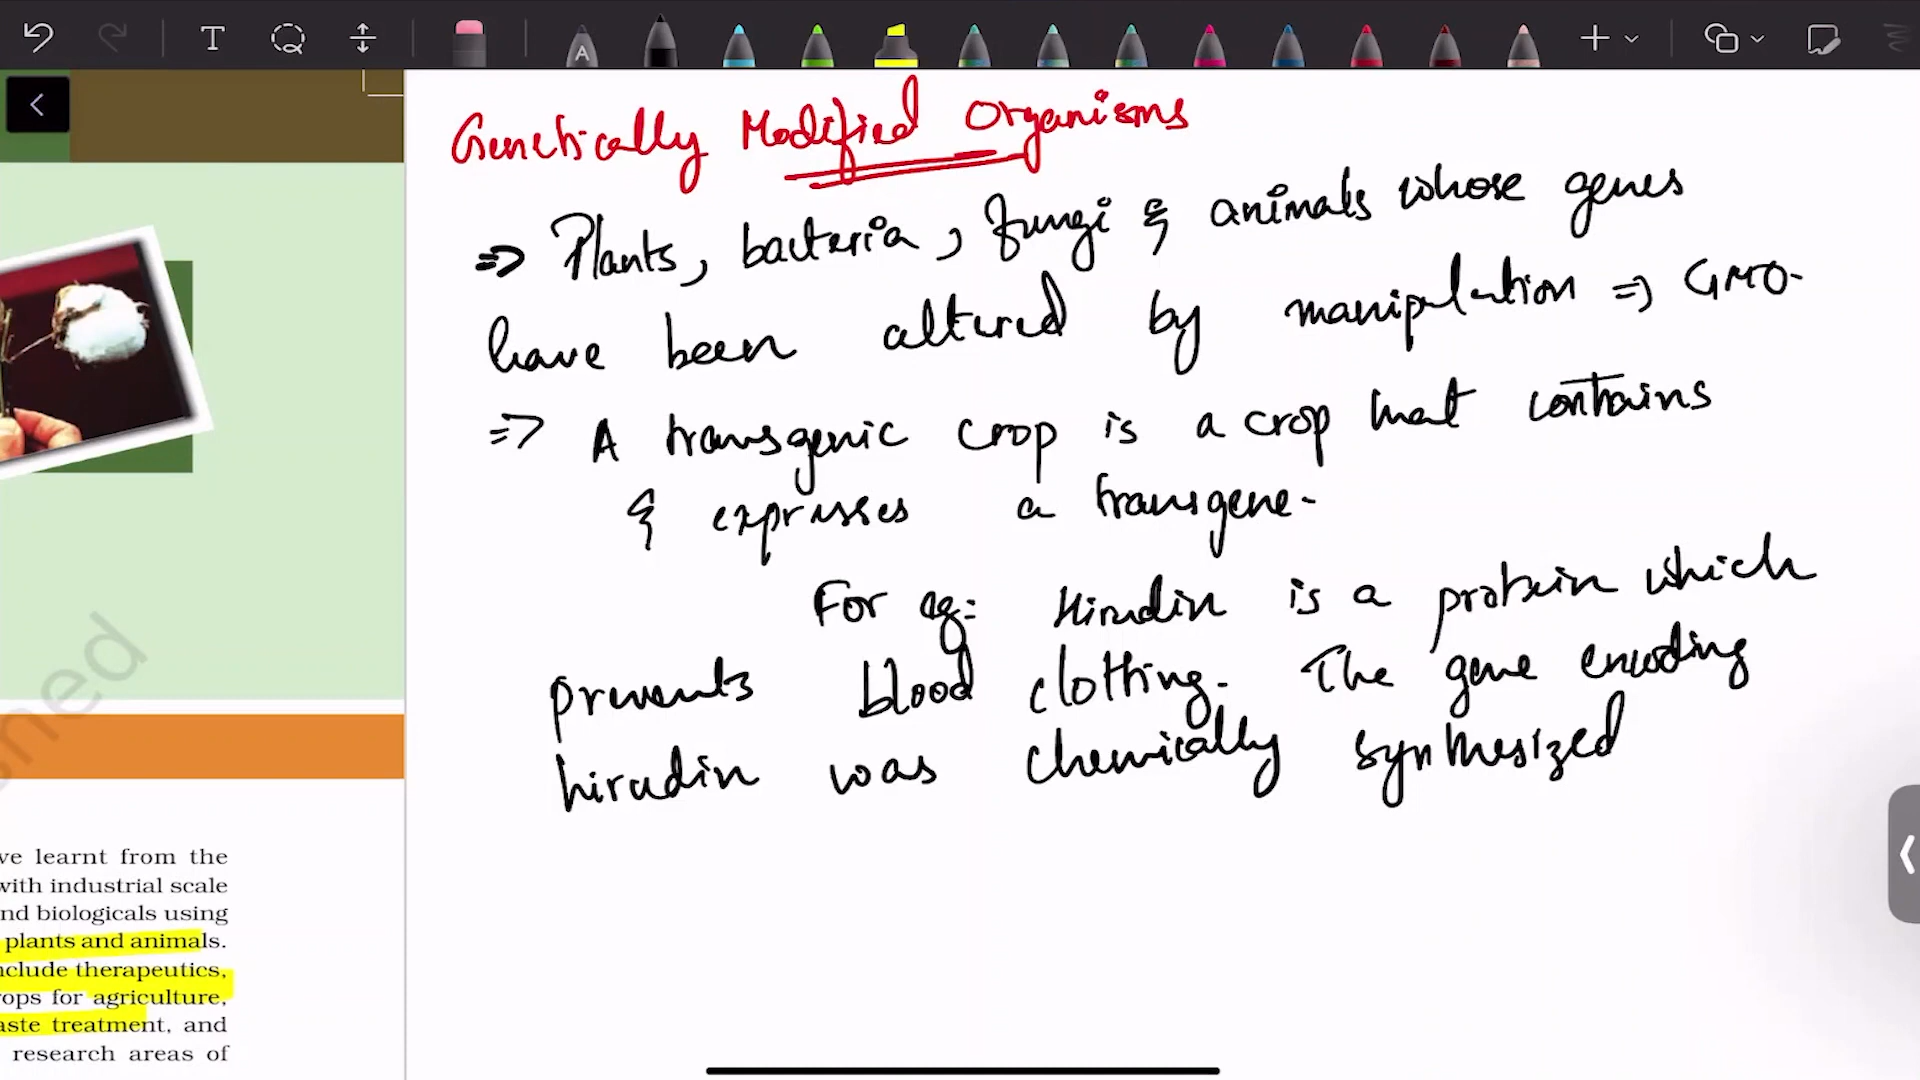 Genetically Modified Organisms
=> Plants, bacteria, fungi & animals whose genes
have been altered by manipulation => GMO.
=> A transgenic crop is a crop that contains
& expresses a transgene.
For eg: Hirudin is a protein which
prevents blood clothing. The gene encoding
hirudin was chemically synthesized
ned
ve learnt from the
with industrial scale
nd biologicals using
plants and animals.
nclude therapeutics,
rops for agriculture,
aste treatment, and
research areas of
T
A